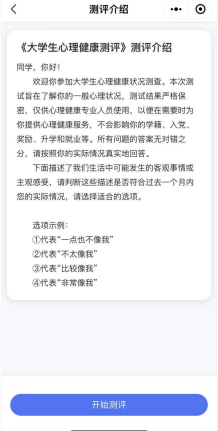 测评介绍
《大学生心理健康测评》测评介绍
同学，你好！
欢迎你参加大学生心理健康状况测查。本次测
试旨在了解你的一般心理状况，测试结果严格保
密，仅供心理健康专业人员使用，以便在需要时为
你提供心理健康服务，不会影响你的学籍、入党、
奖励、升学和就业等。所有问题的答案无对错之
分，请按照你的实际情况真实地回答。
下面描述了我们生活中可能发生的客观事情或
主观感受，请判断这些描述是否符合过去一个月内
您的实际情况，请选择适合的选项。
选项示例：
①代表“一点也不像我”
②代表“不太像我”
③代表“比较像我”
④代表“非常像我”
开始测评